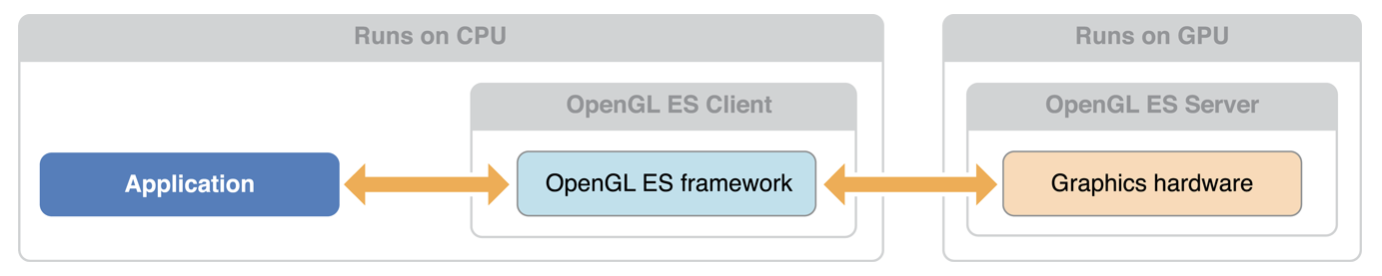 Runs on CPU
Runs on GPU
OpenGL ES Client
OpenGL ES Server
Application
OpenGL ES framework
Graphics hardware